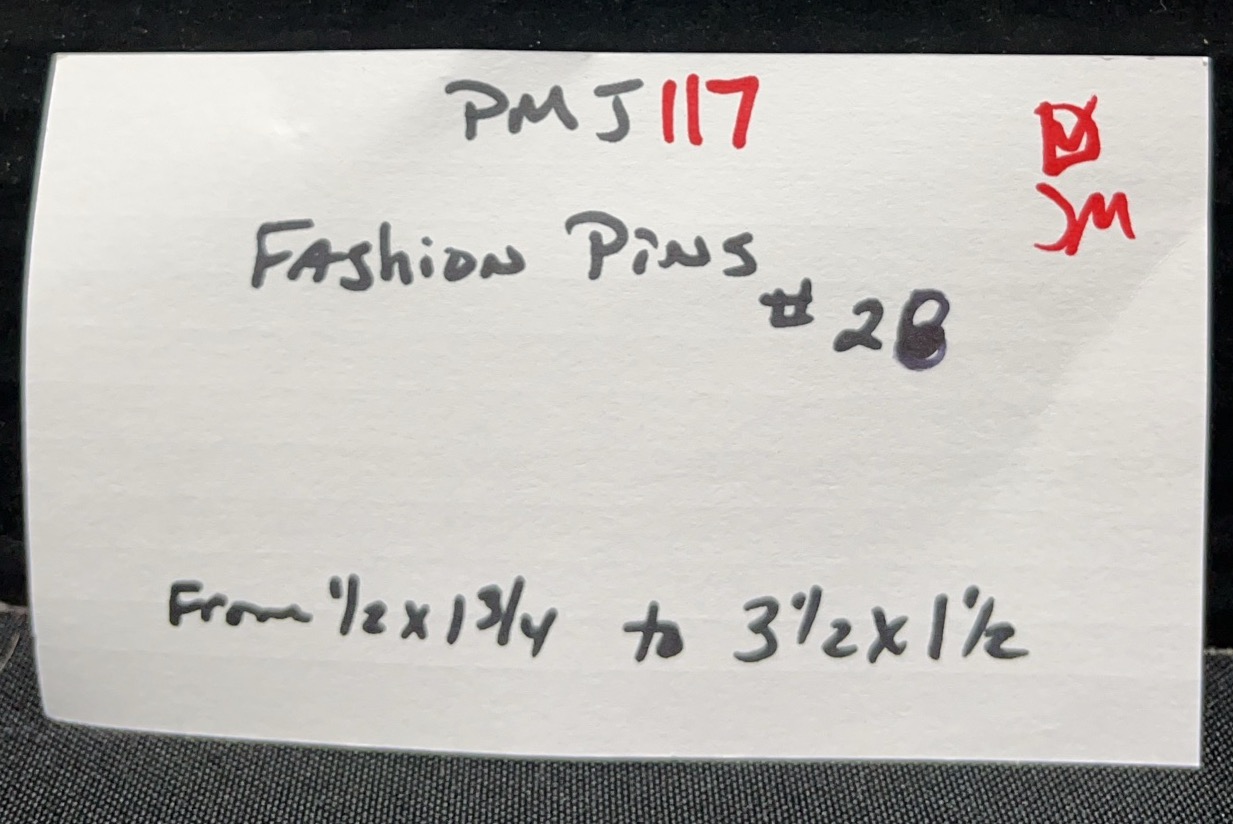 PMJ117
JM
FAShioN PiNS
# 28
From 1/2 x 1 3/4 to 3 1/2 x 1 1/2